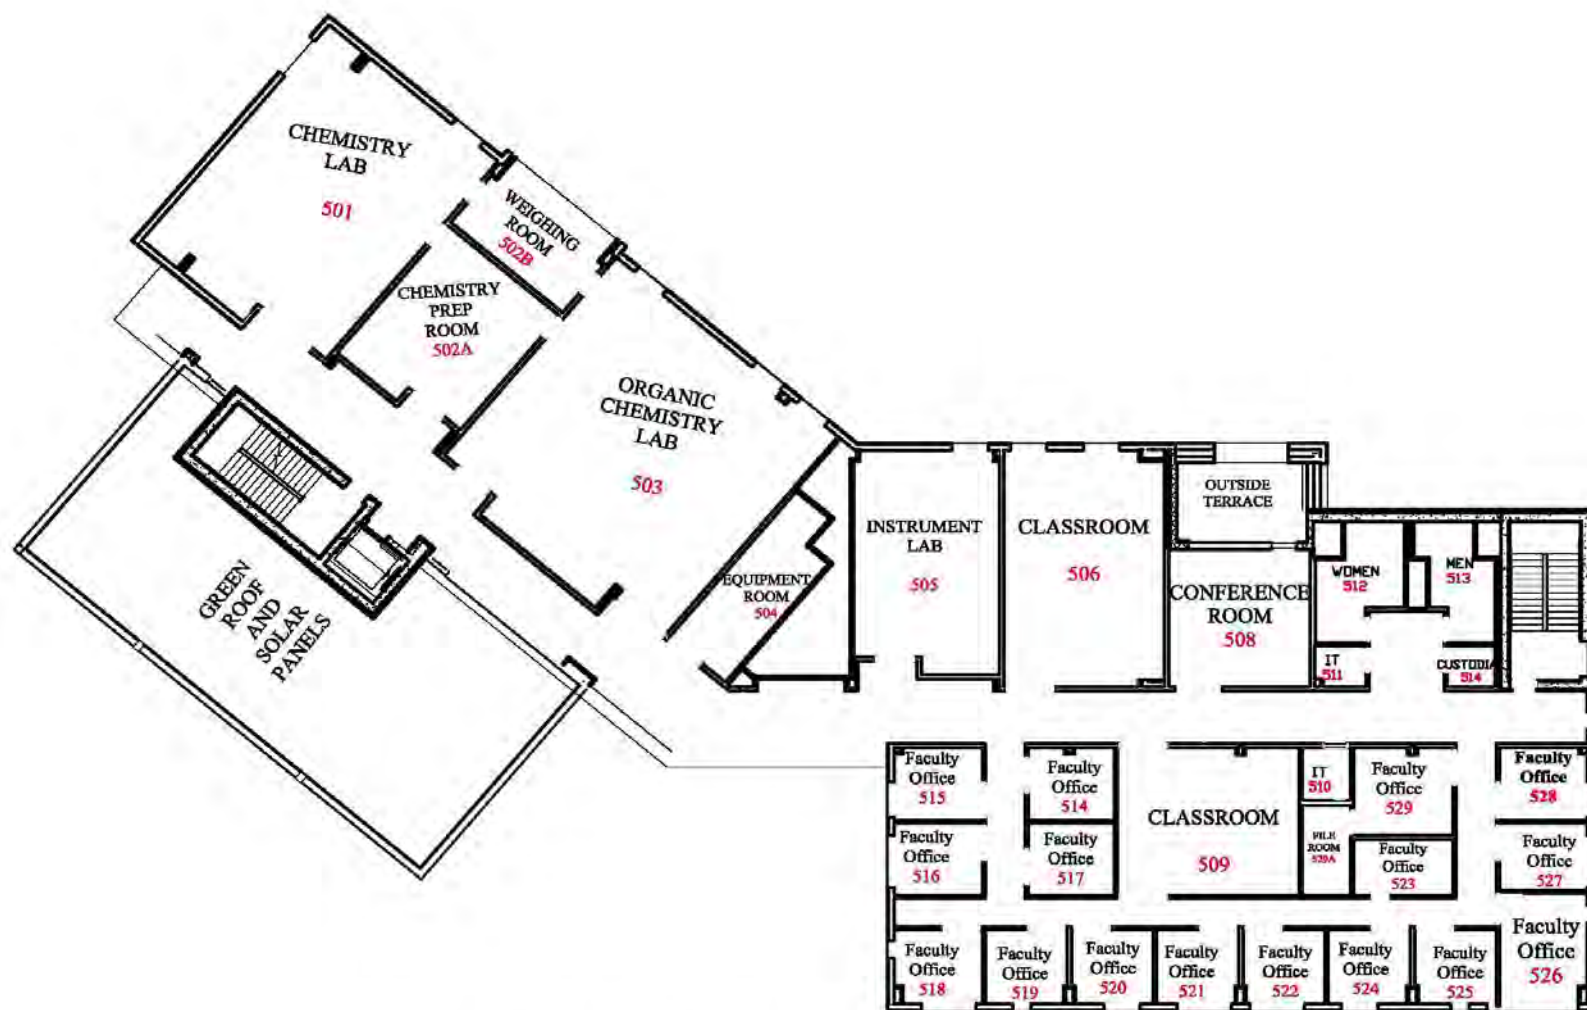 CHEMISTRY
LAB
501
WEIGHING
ROOM
502B
CHEMISTRY
PREP
ROOM
502A
ORGANIC
CHEMISTRY
LAB
503
GREEN
ROOF
AND
SOLAR
PANELS
EQUIPMENT
ROOM
504
INSTRUMENT
LAB
505
CLASSROOM
506
OUTSIDE
TERRACE
CONFERENCE
ROOM
508
WOMEN
512
MEN
513
IT
511
CUSTODIA
514
Faculty
Office
515
Faculty
Office
514
CLASSROOM
509
IT
510
Faculty
Office
529
Faculty
Office
528
Faculty
Office
516
Faculty
Office
517
FILE
ROOM
529A
Faculty
Office
523
Faculty
Office
527
Faculty
Office
518
Faculty
Office
519
Faculty
Office
520
Faculty
Office
521
Faculty
Office
522
Faculty
Office
524
Faculty
Office
525
Faculty
Office
526